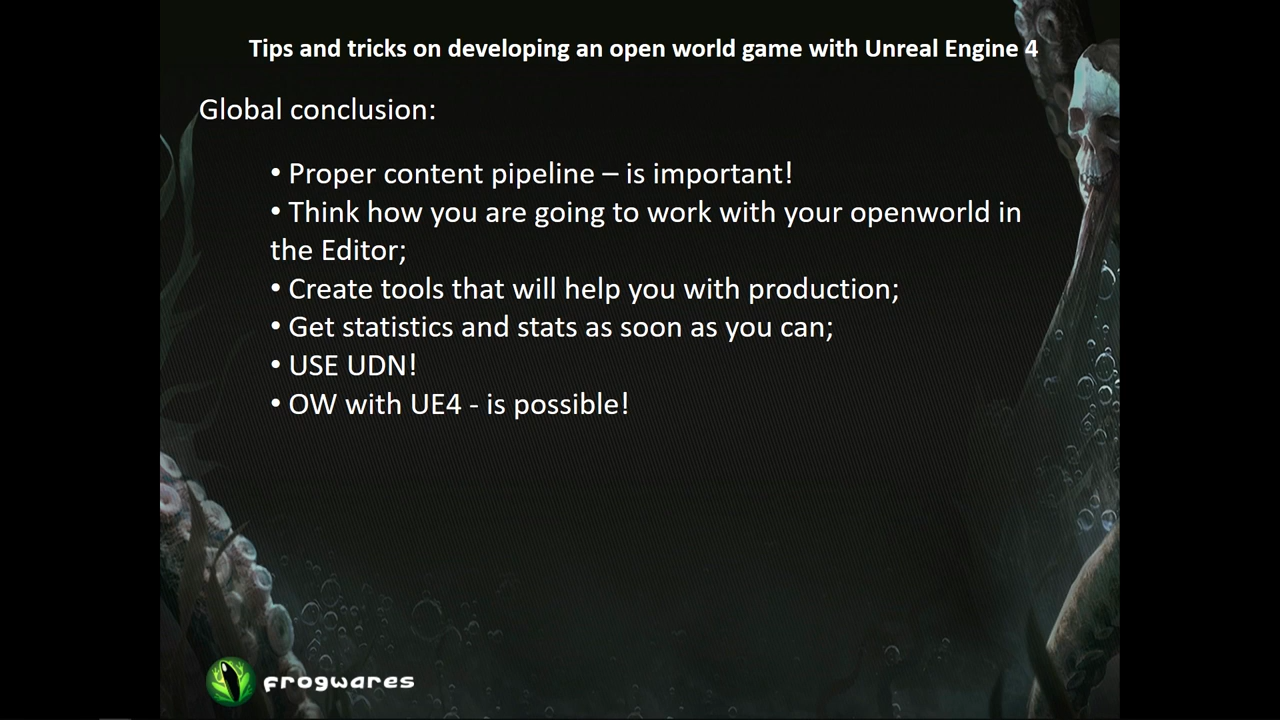 Tips and tricks on developing an open world game with Unreal Engine 4
Global conclusion:
• Proper content pipeline – is important!
• Think how you are going to work with your openworld in
the Editor;
• Create tools that will help you with production;
• Get statistics and stats as soon as you can;
• USE UDN!
• OW with UE4 - is possible!
frogwares